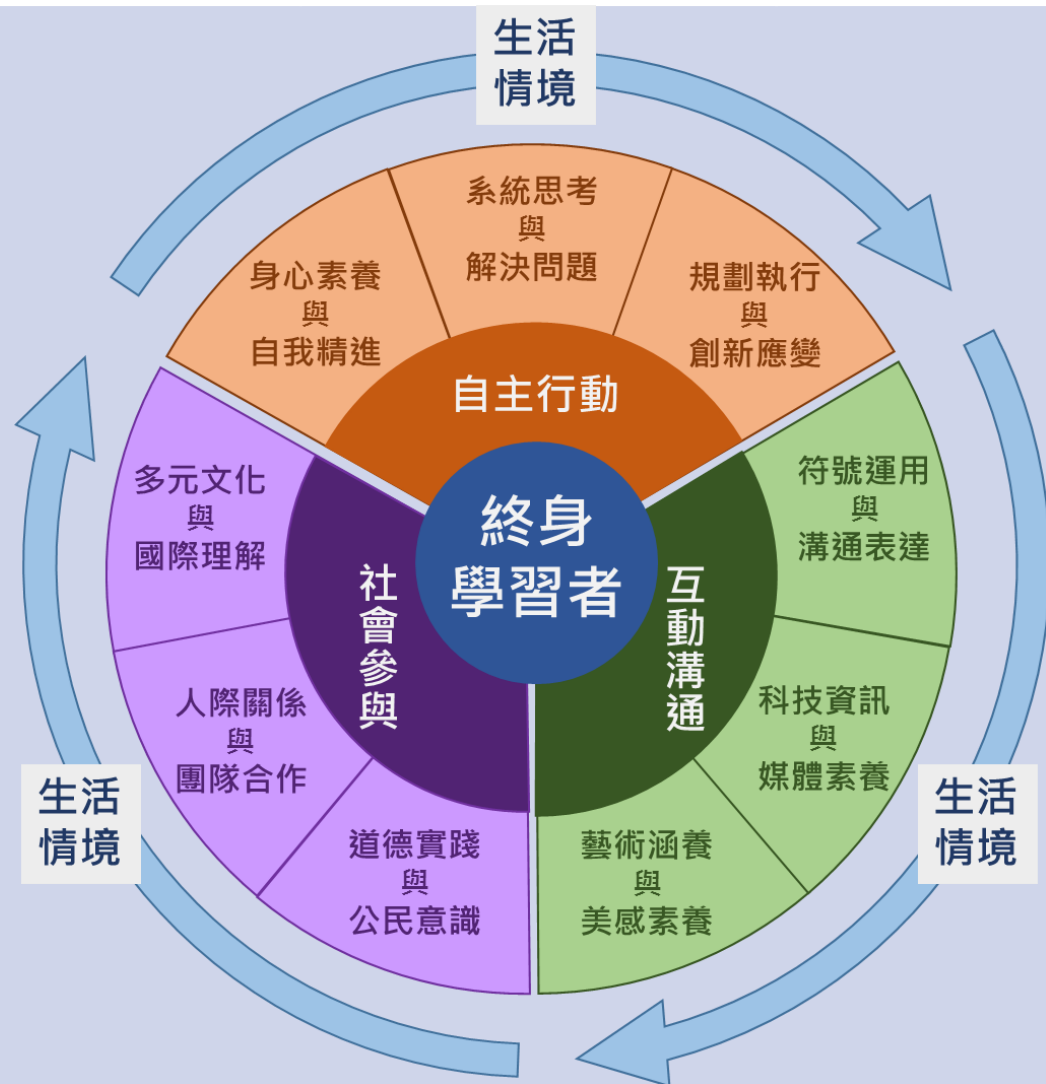 生活
情境
系統思考
與
解決問題
身心素養
與
自我精進
規劃執行
與
創新應變
自主行動
終身
學習者
符號運用
與
溝通表達
科技資訊
與
媒體素養
藝術涵養
與
美感素養
互動溝通
道德實踐
與
公民意識
人際關係
與
團隊合作
多元文化
與
國際理解
社會參與
生活
情境
生活
情境